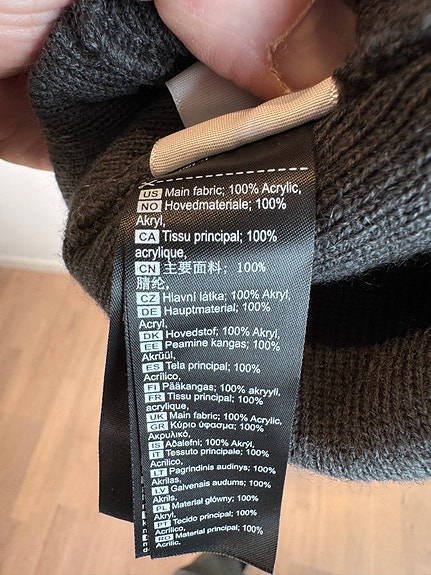 US Main fabric; 100% Acrylic,
NO Hovedmateriale; 100%
Akryl,
CA Tissu principal; 100%
acrylique,
CN 主要面料; 100%
腈纶,
CZ Hlavní látka; 100% Akryl,
DE Hauptmaterial; 100%
Acryl,
DK Hovedstof; 100% Akryl,
EE Peamine kangas; 100%
Akrüül,
ES Tela principal; 100%
Acrílico,
FI Pääkangas; 100% akryyli,
FR Tissu principal; 100%
acrylique,
UK Main fabric; 100% Acrylic,
GR Κύριο ύφασμα; 100%
Ακρυλικό,
IS Aðalefni; 100% Akrýl,
IT Tessuto principale; 100%
Acrilico,
LT Pagrindinis audinys; 100%
Akrilas,
LV Galvenais audums; 100%
Akrils,
PL Materiał główny; 100%
Akryl,
PT Tecido principal; 100%
Acrílico,
RO Material principal; 100%
Acrilic,